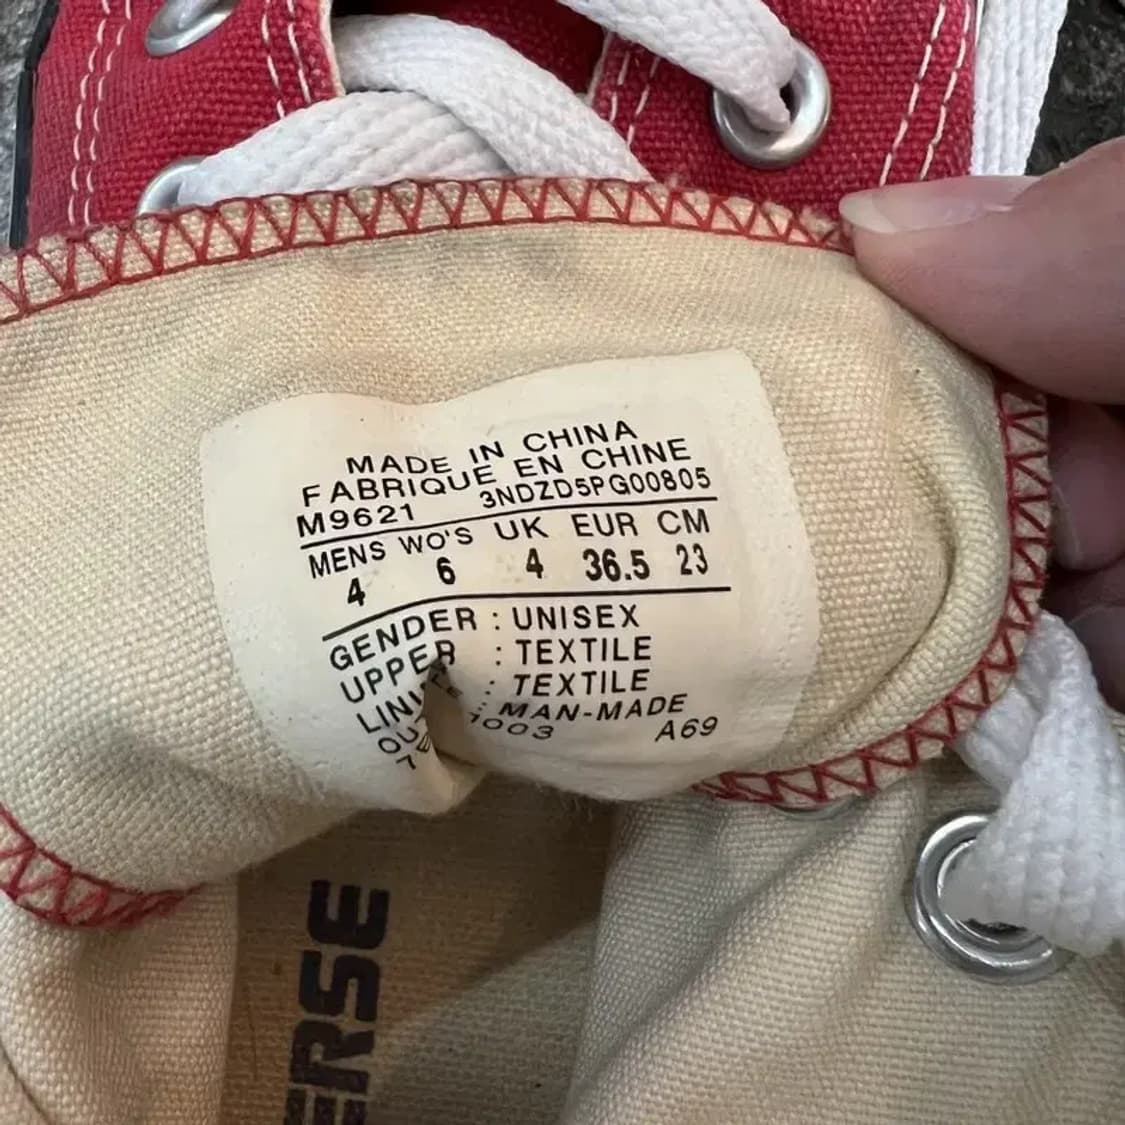 MADE IN CHINA
FABRIQUE EN CHINE
M9621 3NDZD5PG00805
MENS WO'S UK EUR CM
4 6 4 36.5 23
GENDER : UNISEX
UPPER : TEXTILE
: TEXTILE
: MAN-MADE
A69
ERSE